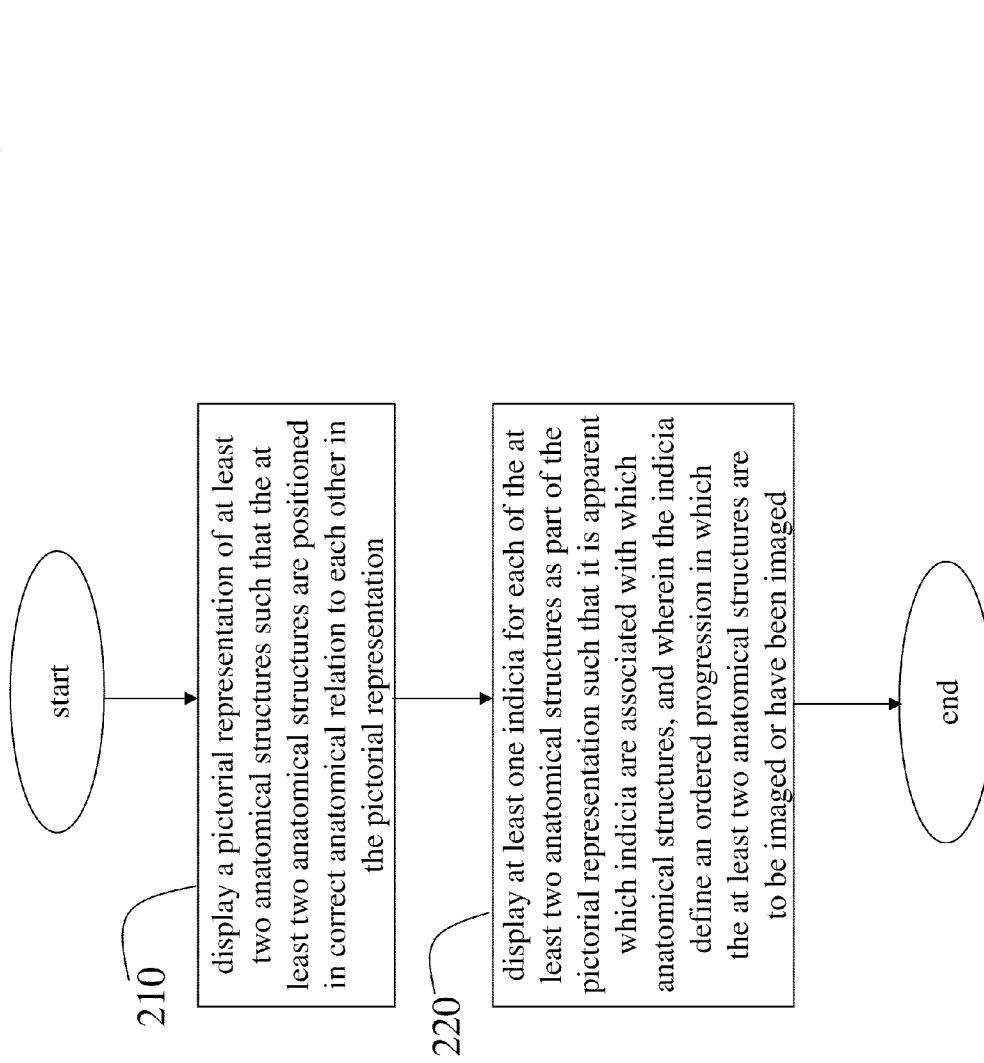 start
210
display a pictorial representation of at least
two anatomical structures such that the at
least two anatomical structures are positioned
in correct anatomical relation to each other in
the pictorial representation
220
display at least one indicia for each of the at
least two anatomical structures as part of the
pictorial representation such that it is apparent
which indicia are associated with which
anatomical structures, and wherein the indicia
define an ordered progression in which
the at least two anatomical structures are
to be imaged or have been imaged
end